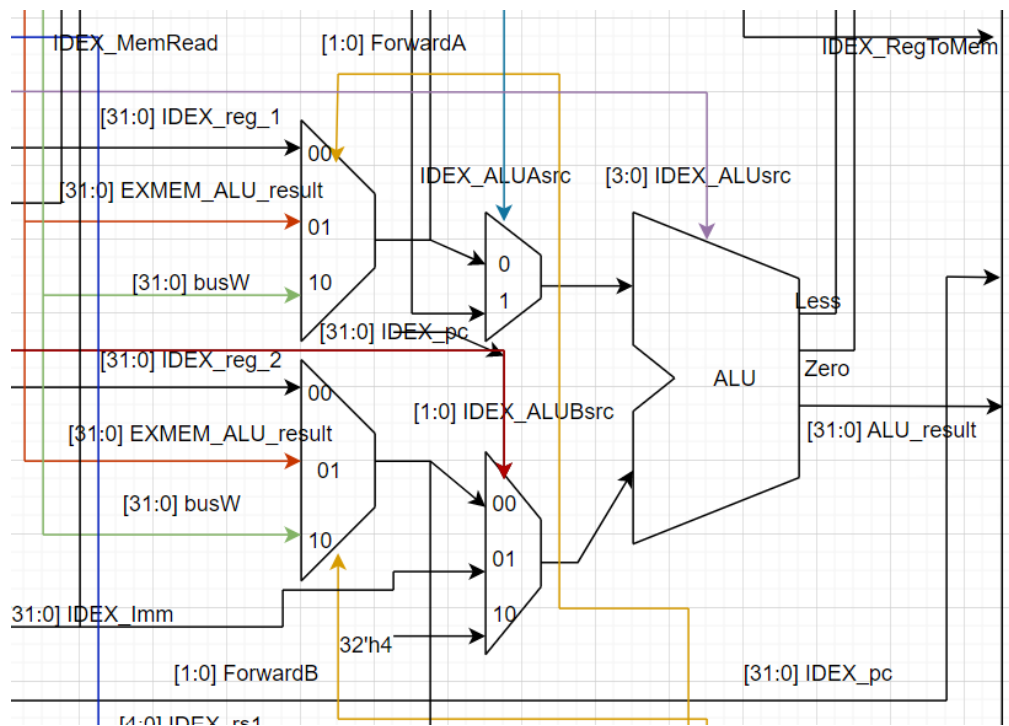 IDEX_MemRead
[1:0] ForwardA
IDEX_RegToMem
[31:0] IDEX_reg_1
00
[31:0] EXMEM_ALU_result
IDEX_ALUAsrc
[3:0] IDEX_ALUsrc
01
0
[31:0] busW
10
1
Less
[31:0] IDEX_pc
[31:0] IDEX_reg_2
Zero
ALU
00
[1:0] IDEX_ALUBsrc
[31:0] EXMEM_ALU_result
[31:0] ALU_result
01
[31:0] busW
00
10
01
31:0] IDEX_Imm
10
32'h4
[1:0] ForwardB
[31:0] IDEX_pc
[4:0] IDEX_rs1